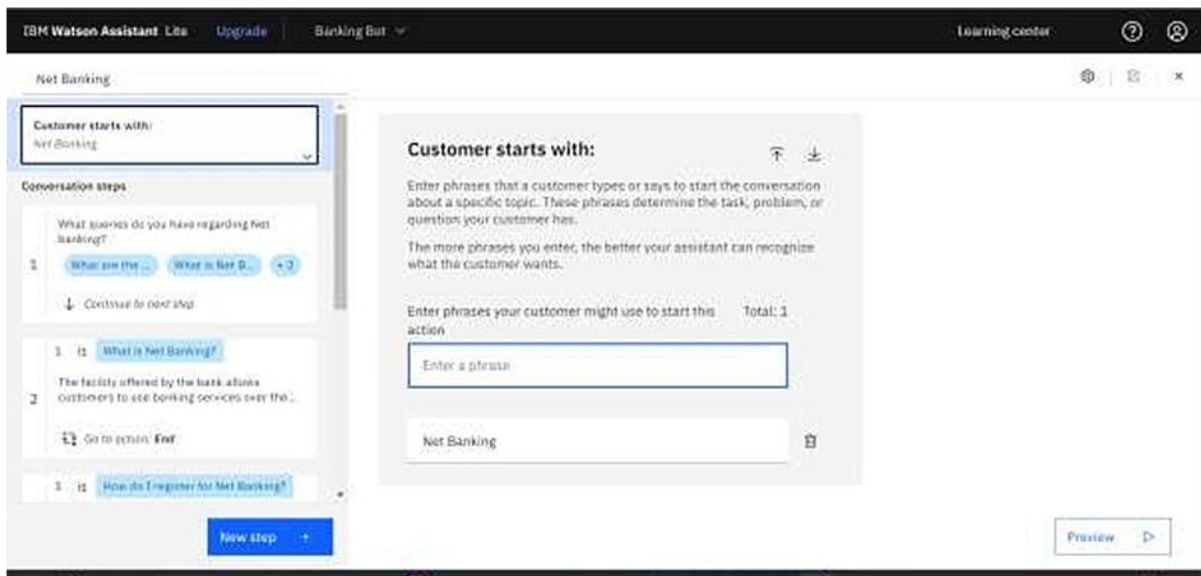 IBM Watson Assistant Lite Upgrade Banking Bot Learning center
Net Banking
Customer starts with:
Net Banking
Conversation steps
What queries do you have regarding Net
banking?
1 What are the ... What is Net B... +3
Continue to next step
1 is What is Net Banking?
The facility offered by the bank allows
2 customers to use banking services over the...
Go to action: End
1 is How do I register for Net Banking?
New step +
Customer starts with:
Enter phrases that a customer types or says to start the conversation
about a specific topic. These phrases determine the task, problem, or
question your customer has.
The more phrases you enter, the better your assistant can recognize
what the customer wants.
Enter phrases your customer might use to start this Total: 1
action
Enter a phrase
Net Banking
Preview